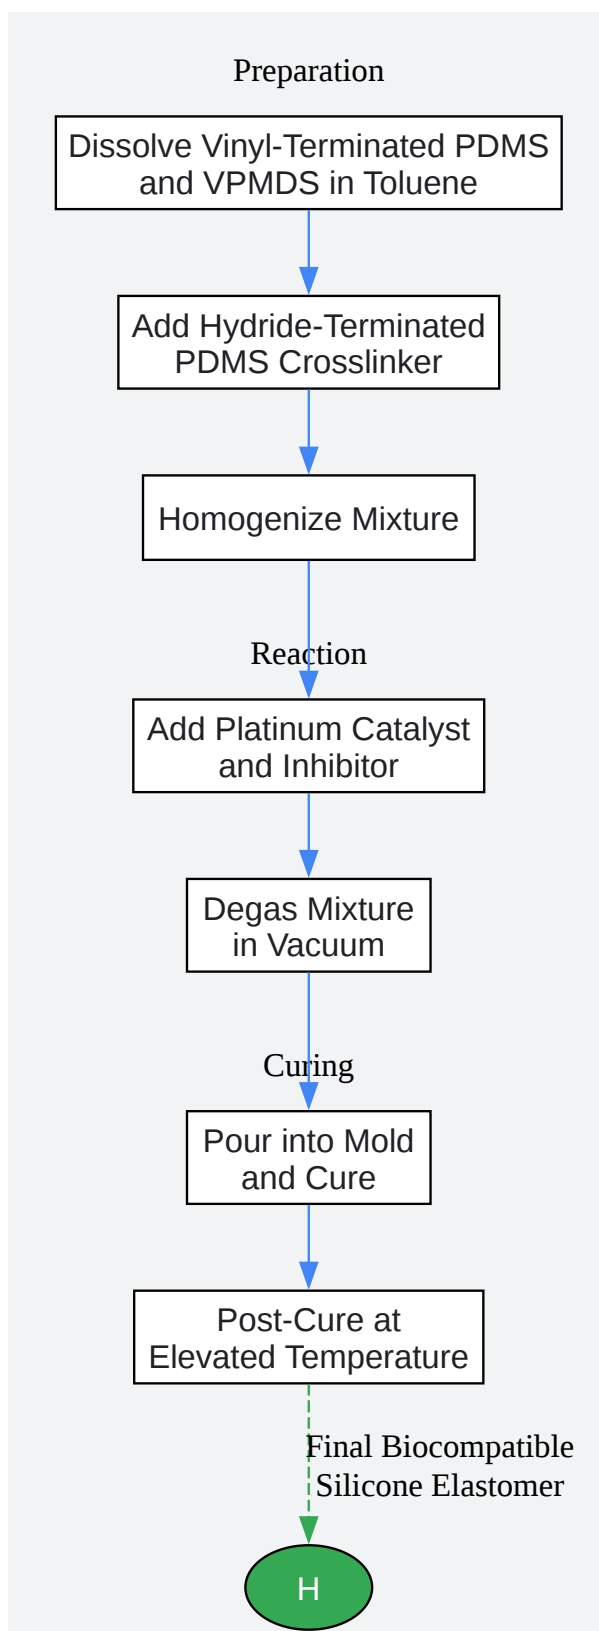 Preparation
Dissolve Vinyl-Terminated PDMS
and VPMDS in Toluene
Add Hydride-Terminated
PDMS Crosslinker
Homogenize Mixture
Reaction
Add Platinum Catalyst
and Inhibitor
Degas Mixture
in Vacuum
Curing
Pour into Mold
and Cure
Post-Cure at
Elevated Temperature
Final Biocompatible
Silicone Elastomer
H